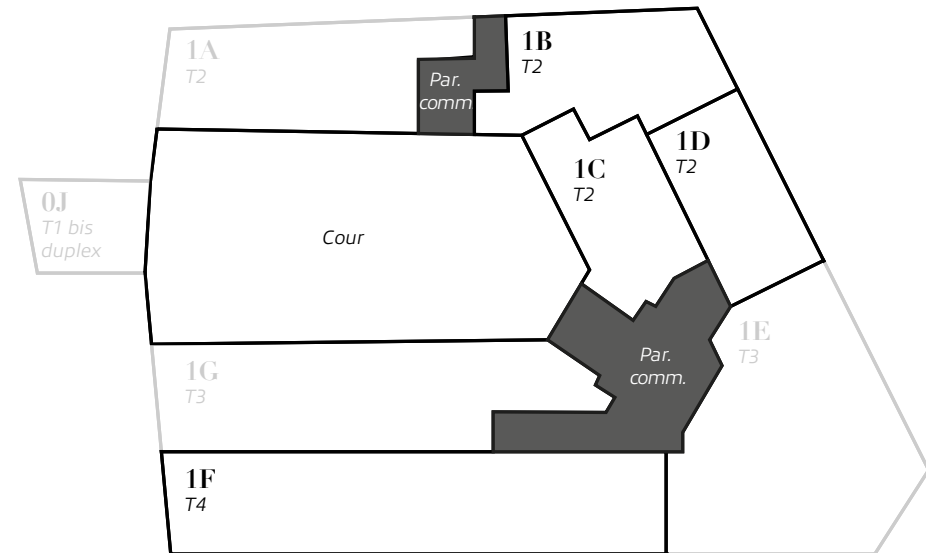 1A
T2
Par.
comm
1B
T2
1C
T2
1D
T2
0J
T1 bis
duplex
Cour
1E
T3
Par.
comm.
1G
T3
1F
T4